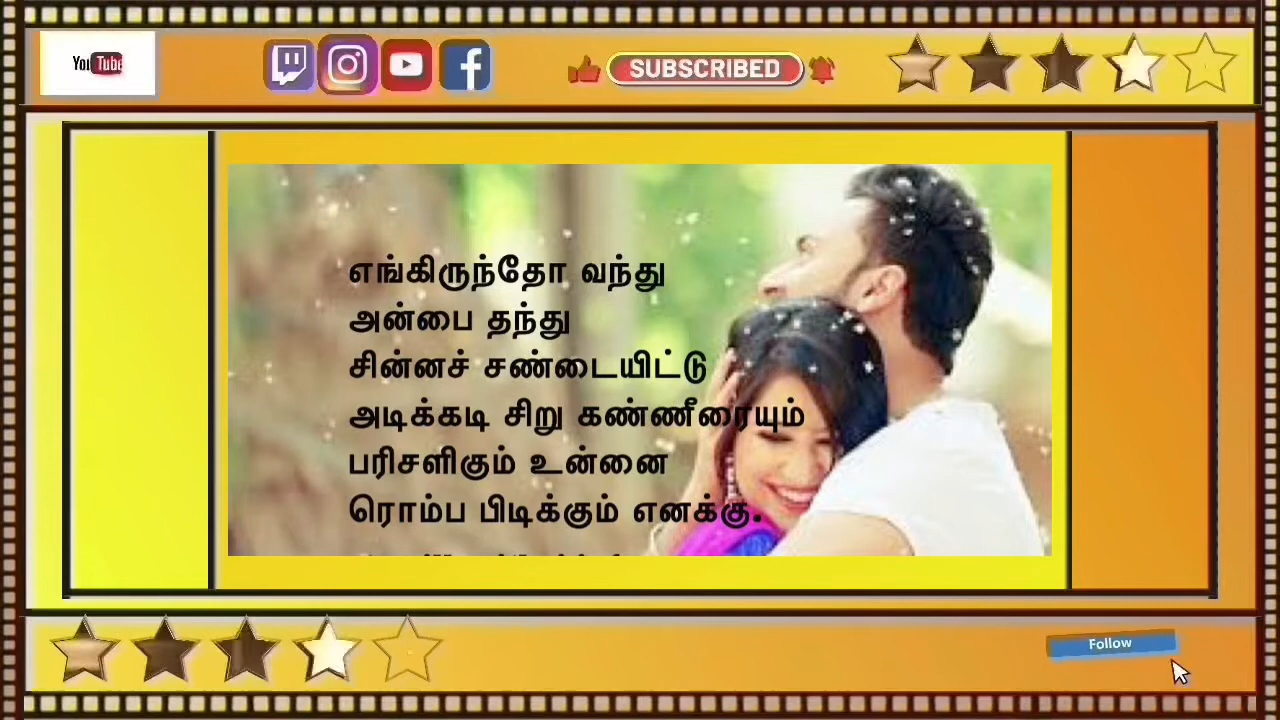 YouTube
SUBSCRIBED
எங்கிருந்தோ வந்து
அன்பை தந்து
சின்னச் சண்டையிட்டு
அடிக்கடி சிறு கண்ணீரையும்
பரிசளிகும் உன்னை
ரொம்ப பிடிக்கும் எனக்கு.
Follow